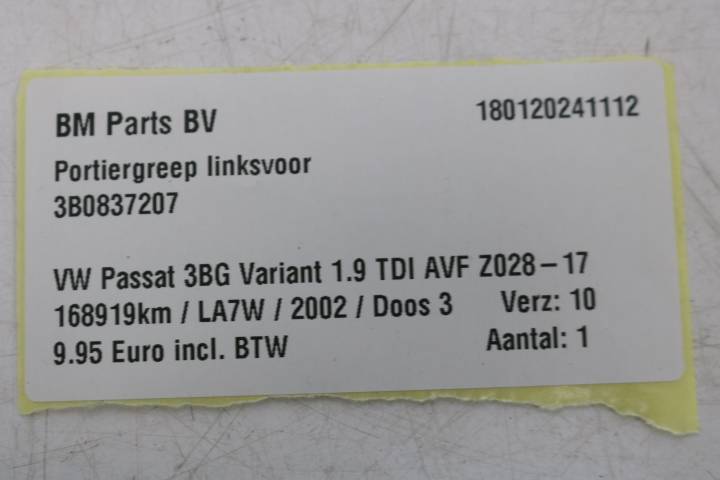 BM Parts BV 180120241112
Portiergreep linksvoor
3B0837207
VW Passat 3BG Variant 1.9 TDI AVF Z028-17
168919km / LA7W / 2002 / Doos 3 Verz: 10
9.95 Euro incl. BTW Aantal: 1